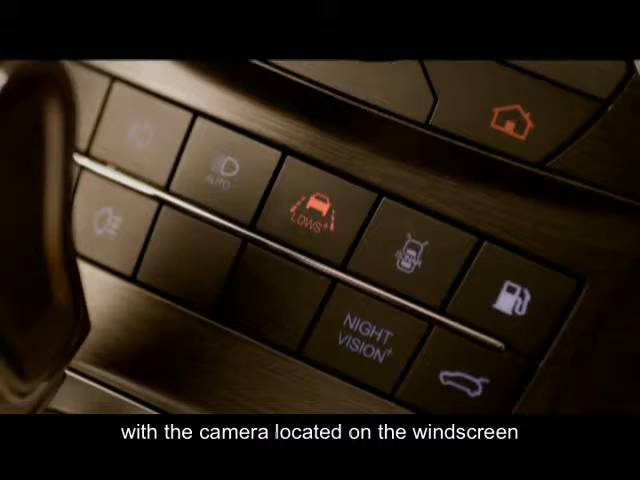 AUTO
LDWS+
NIGHT
VISION+
with the camera located on the windscreen